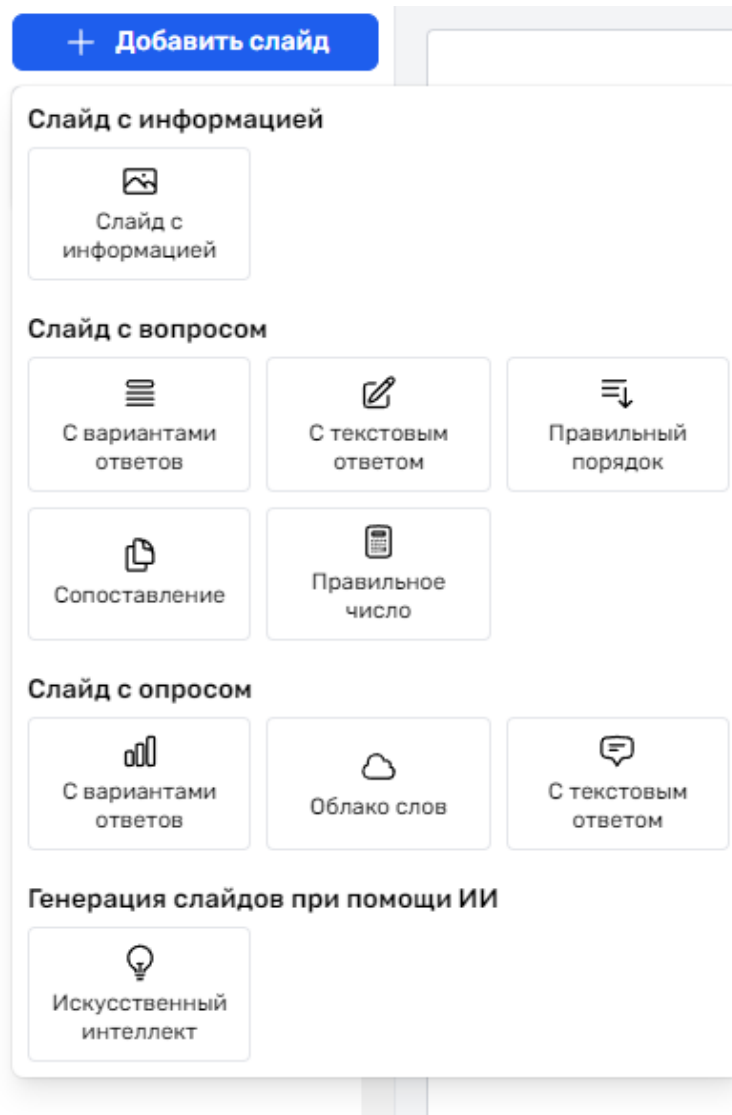 Добавить слайд
Слайд с информацией
Слайд с
информацией
Слайд с вопросом
С вариантами
ответов
С текстовым
ответом
Правильный
порядок
Сопоставление
Правильное
число
Слайд с опросом
С вариантами
ответов
Облако слов
С текстовым
ответом
Генерация слайдов при помощи ИИ
Искусственный
интеллект